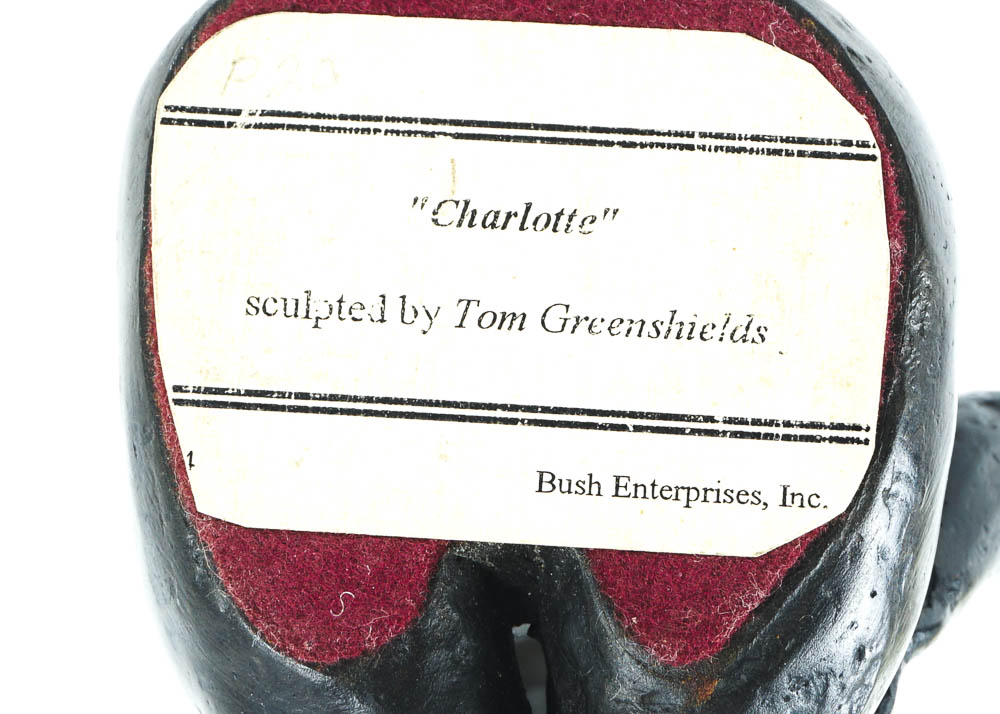 "Charlotte"
sculpted by Tom Greenshields
Bush Enterprises, Inc.